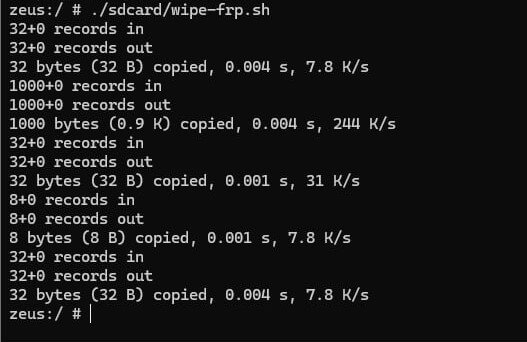 zeus:/ # ./sdcard/wipe-frp.sh
32+0 records in
32+0 records out
32 bytes (32 B) copied, 0.004 s, 7.8 K/s
1000+0 records in
1000+0 records out
1000 bytes (0.9 K) copied, 0.004 s, 244 K/s
32+0 records in
32+0 records out
32 bytes (32 B) copied, 0.001 s, 31 K/s
8+0 records in
8+0 records out
8 bytes (8 B) copied, 0.001 s, 7.8 K/s
32+0 records in
32+0 records out
32 bytes (32 B) copied, 0.004 s, 7.8 K/s
zeus:/ #